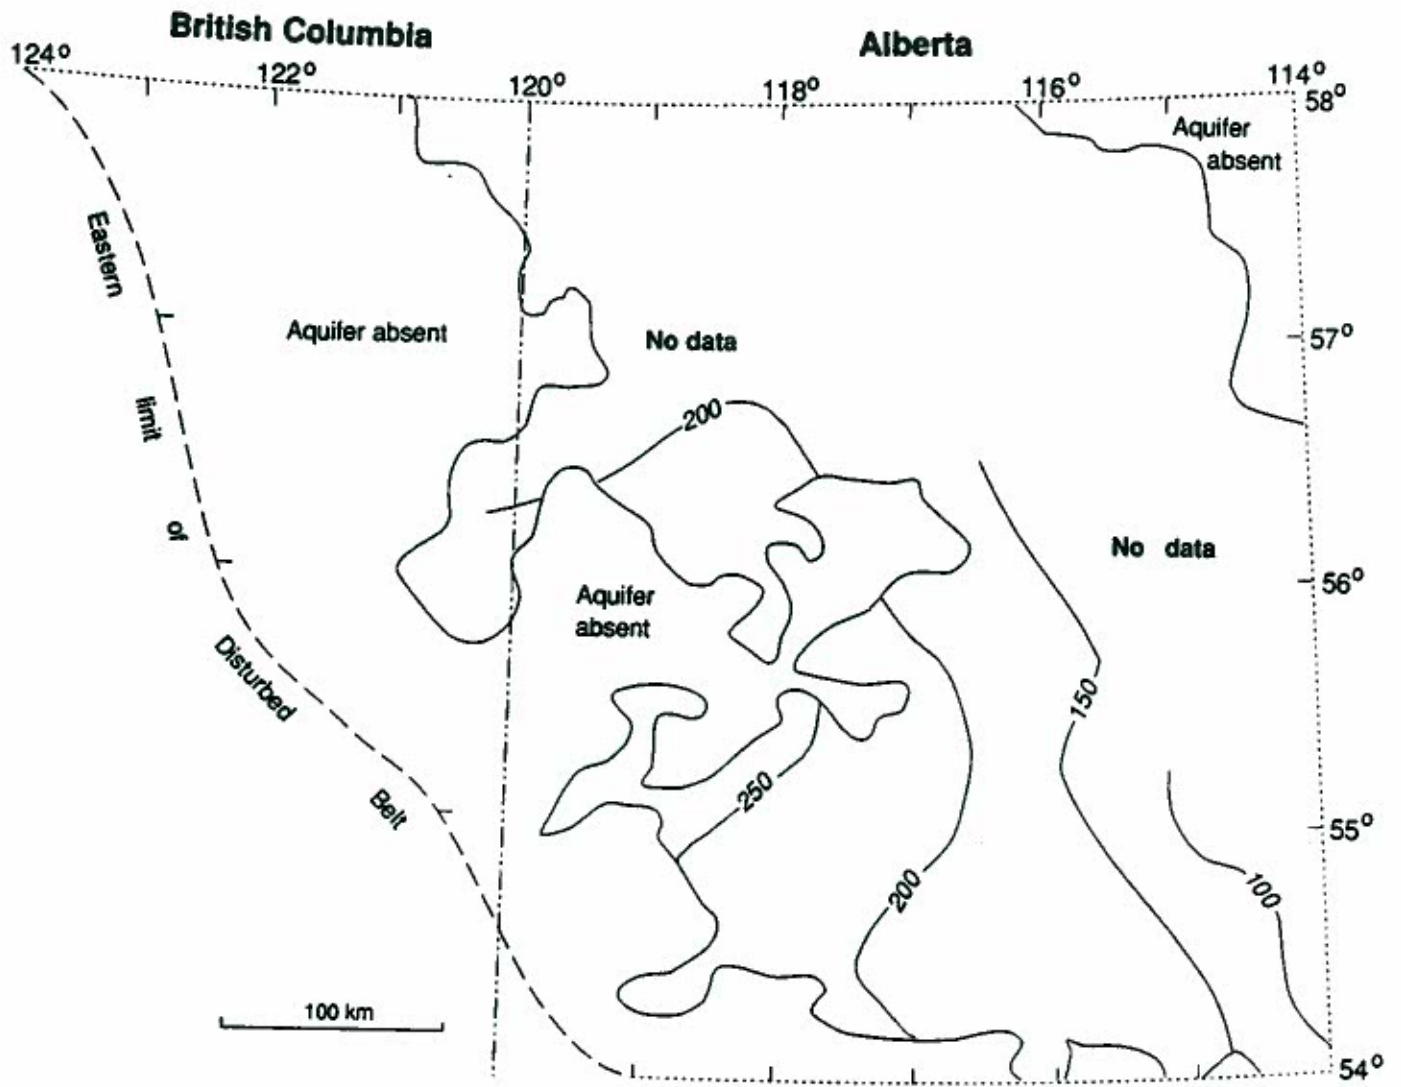 British Columbia
Alberta
124°
122°
120°
118°
116°
114°
58°
Aquifer
absent
Eastern
limit
of
Disturbed
Belt
Aquifer absent
No data
57°
200
No data
56°
Aquifer
absent
150
250
55°
200
100
100 km
54°